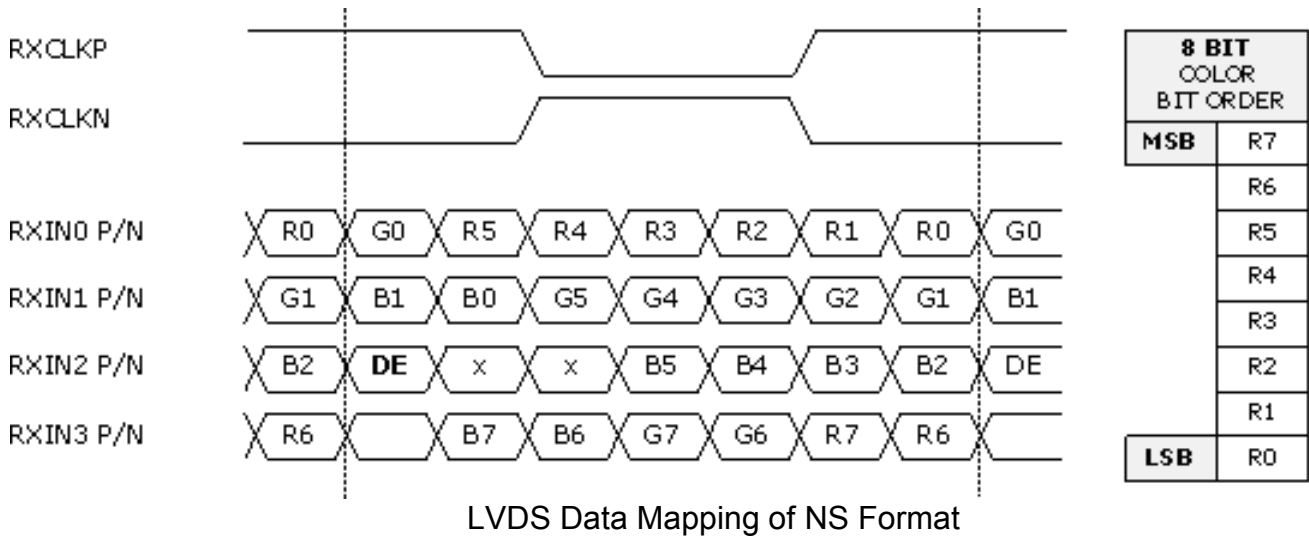 RXCLKP
RXCLKN
RXIN0 P/N R0 G0 R5 R4 R3 R2 R1 R0 G0
RXIN1 P/N G1 B1 B0 G5 G4 G3 G2 G1 B1
RXIN2 P/N B2 DE x x B5 B4 B3 B2 DE
RXIN3 P/N R6 B7 B6 G7 G6 R7 R6
8 BIT
COLOR
BIT ORDER
MSB R7
R6
R5
R4
R3
R2
R1
LSB R0
LVDS Data Mapping of NS Format